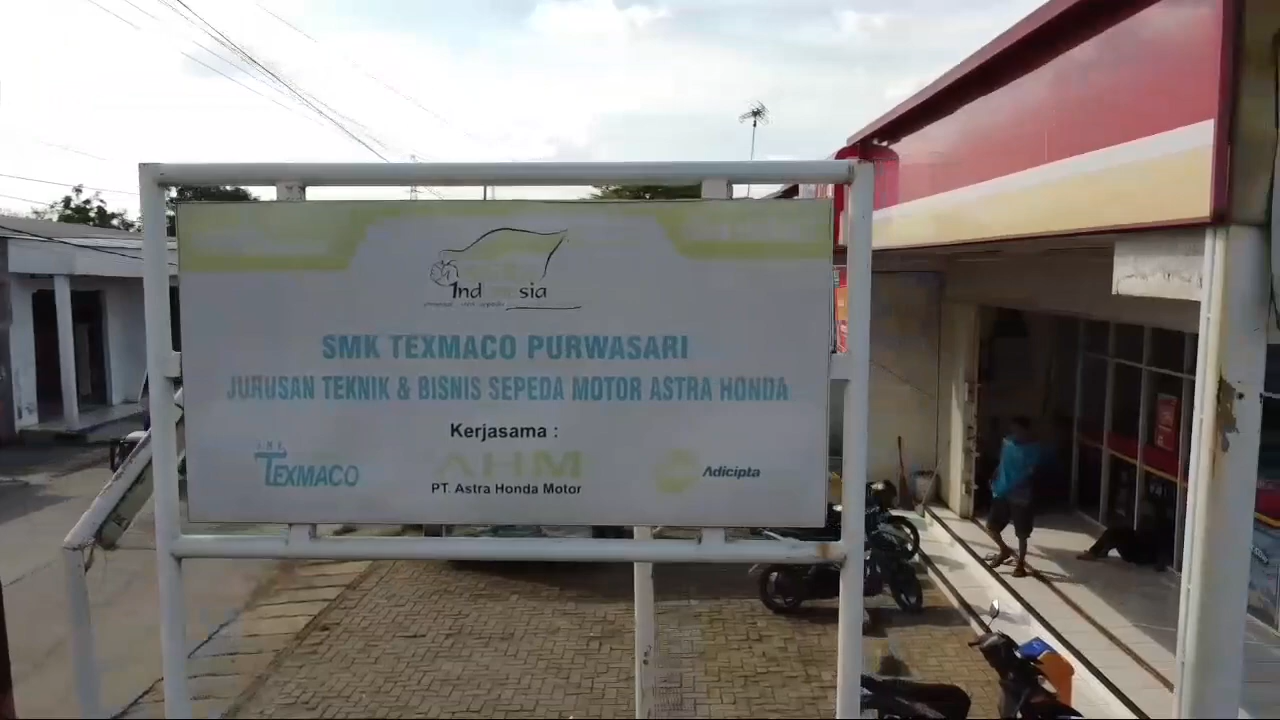 Indonesia
SMK TEXMACO PURWASARI
JURUSAN TEKNIK & BISNIS SEPEDA MOTOR ASTRA HONDA
Kerjasama :
SMK
TEXMACO
AHM
PT. Astra Honda Motor
Adicipta